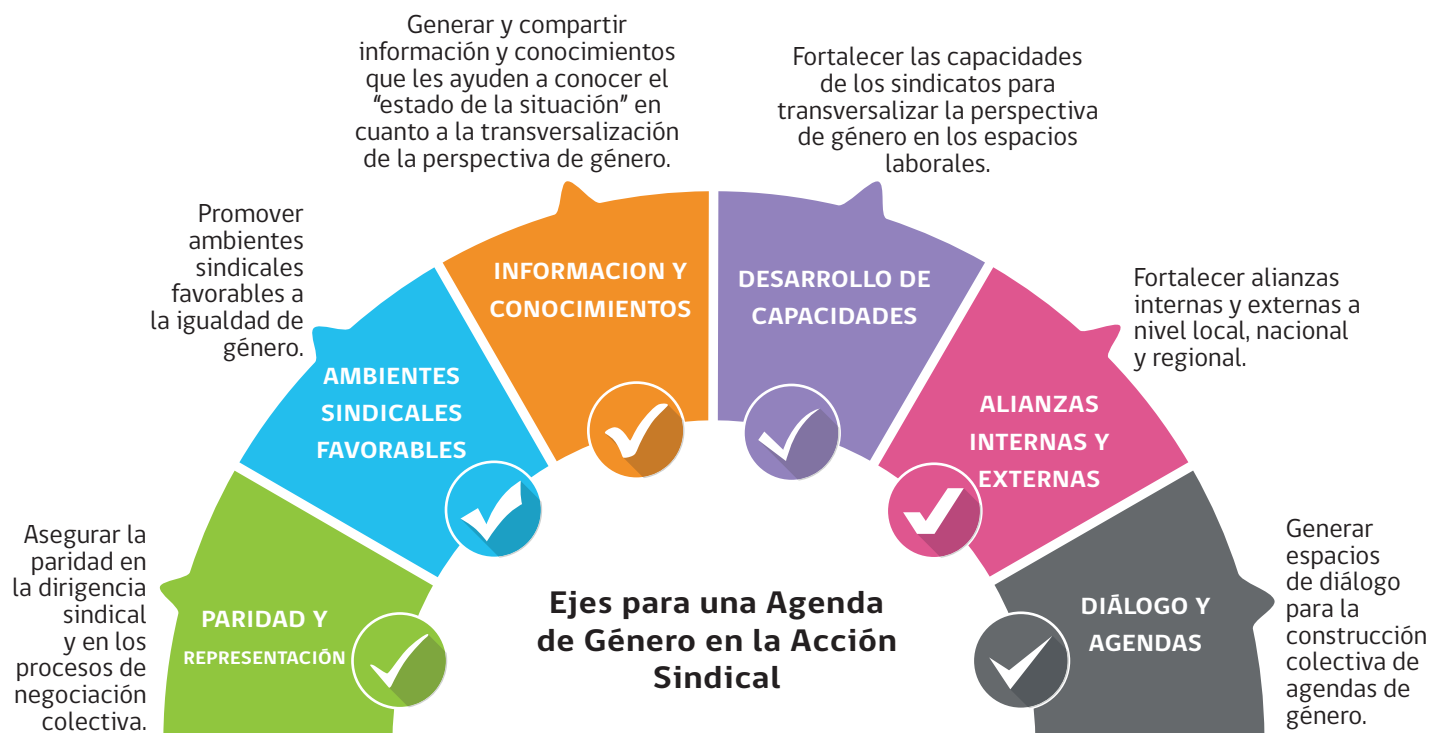 Generar y compartir
información y conocimientos
que les ayuden a conocer el
“estado de la situación” en
cuanto a la transversalización
de la perspectiva de género.
Fortalecer las capacidades
de los sindicatos para
transversalizar la perspectiva
de género en los espacios
laborales.
Promover
ambientes
sindicales
favorables a
la igualdad de
género.
INFORMACION Y
CONOCIMIENTOS
DESARROLLO DE
CAPACIDADES
Fortalecer alianzas
internas y externas a
nivel local, nacional
y regional.
AMBIENTES
SINDICALES
FAVORABLES
ALIANZAS
INTERNAS Y
EXTERNAS
Asegurar la
paridad en
la dirigencia
sindical
y en los
procesos de
negociación
colectiva.
PARIDAD Y
REPRESENTACIÓN
Ejes para una Agenda
de Género en la Acción
Sindical
DIÁLOGO Y
AGENDAS
Generar
espacios
de diálogo
para la
construcción
colectiva de
agendas de
género.